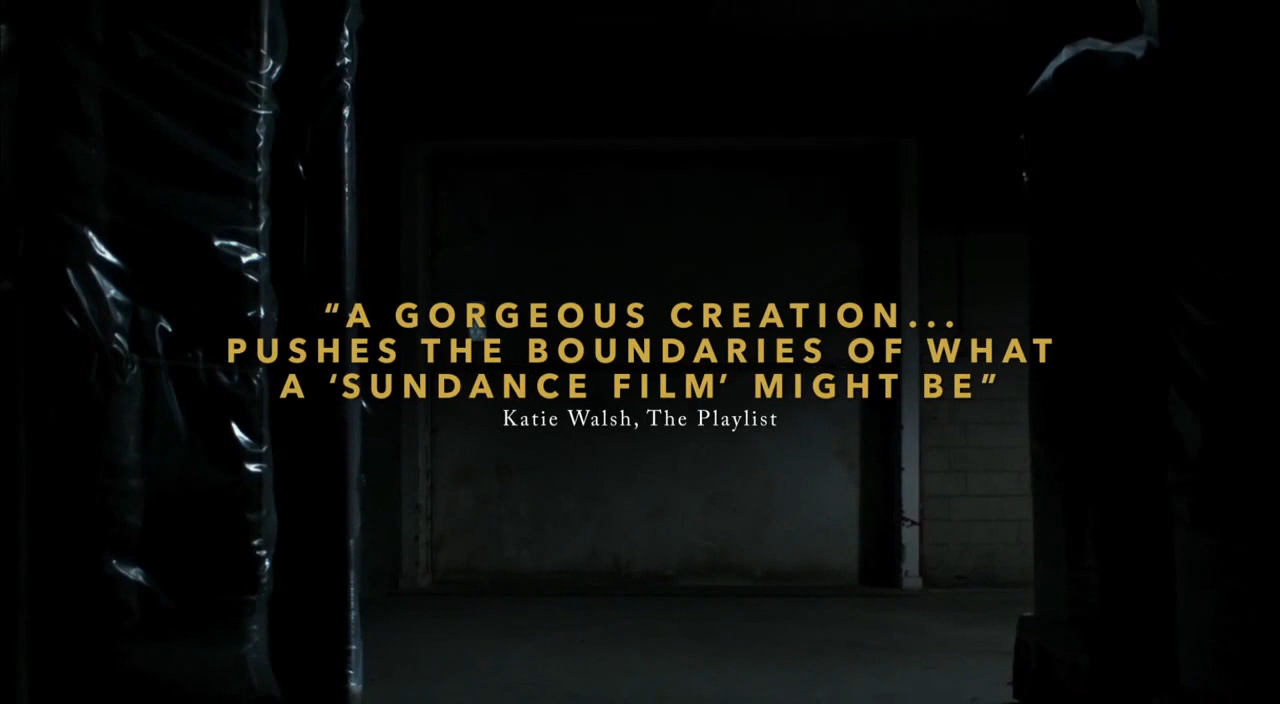 “A GORGEOUS CREATION...
PUSHES THE BOUNDARIES OF WHAT
A ‘SUNDANCE FILM’ MIGHT BE”
Katie Walsh, The Playlist